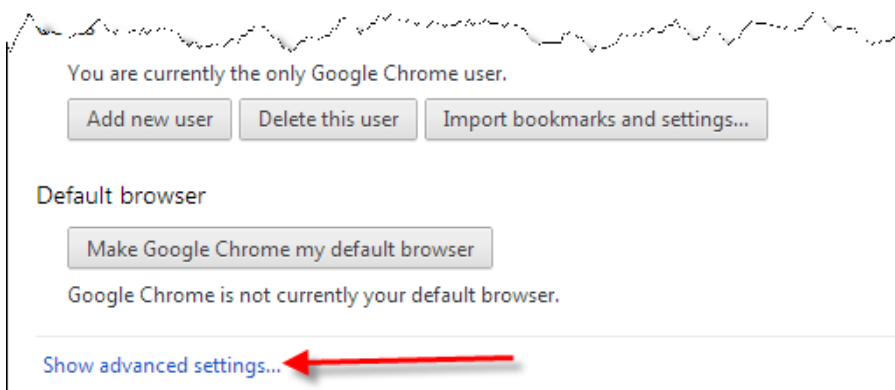 You are currently the only Google Chrome user.
Add new user Delete this user Import bookmarks and settings...
Default browser
Make Google Chrome my default browser
Google Chrome is not currently your default browser.
Show advanced settings...